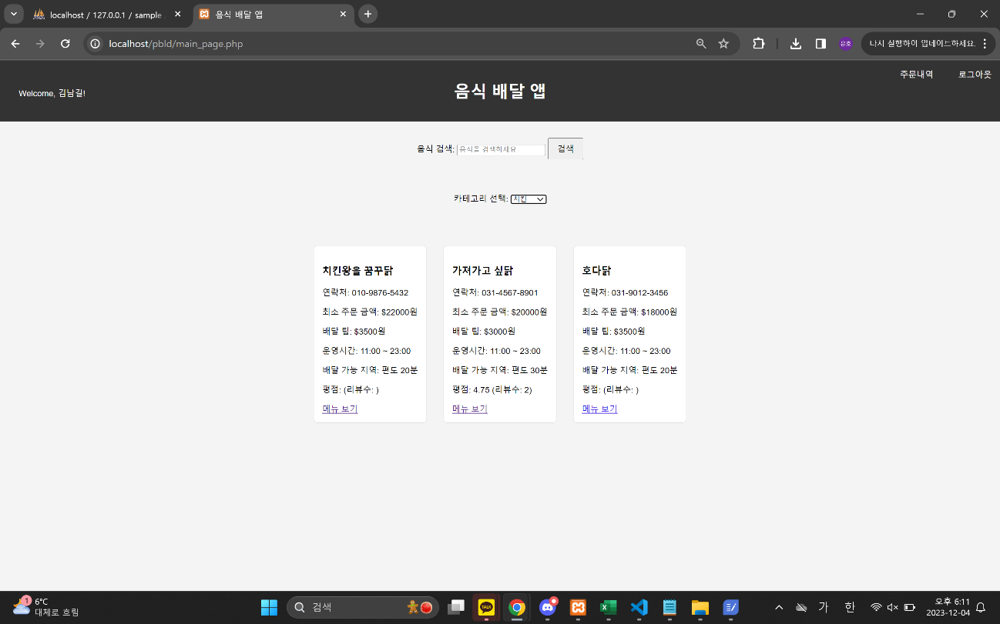 localhost / 127.0.0.1 / sample
음식 배달 앱
localhost/pbld/main_page.php
은호
다시 실행하여 업데이트하세요.
주문내역
로그아웃
Welcome, 김남길!
음식 배달 앱
음식 검색:
음식을 검색하세요
검색
카테고리 선택:
치킨
치킨왕을 꿈꾸닭
연락처: 010-9876-5432
최소 주문 금액: $22000원
배달 팁: $3500원
운영시간: 11:00 ~ 23:00
배달 가능 지역: 편도 20분
평점: (리뷰수: )
메뉴 보기
가져가고 싶닭
연락처: 031-4567-8901
최소 주문 금액: $20000원
배달 팁: $3000원
운영시간: 11:00 ~ 23:00
배달 가능 지역: 편도 30분
평점: 4.75 (리뷰수: 2)
메뉴 보기
호다닭
연락처: 031-9012-3456
최소 주문 금액: $18000원
배달 팁: $3500원
운영시간: 11:00 ~ 23:00
배달 가능 지역: 편도 20분
평점: (리뷰수: )
메뉴 보기
1
6°C
대체로 흐림
검색
TALK
가
한
오후 6:11
2023-12-04